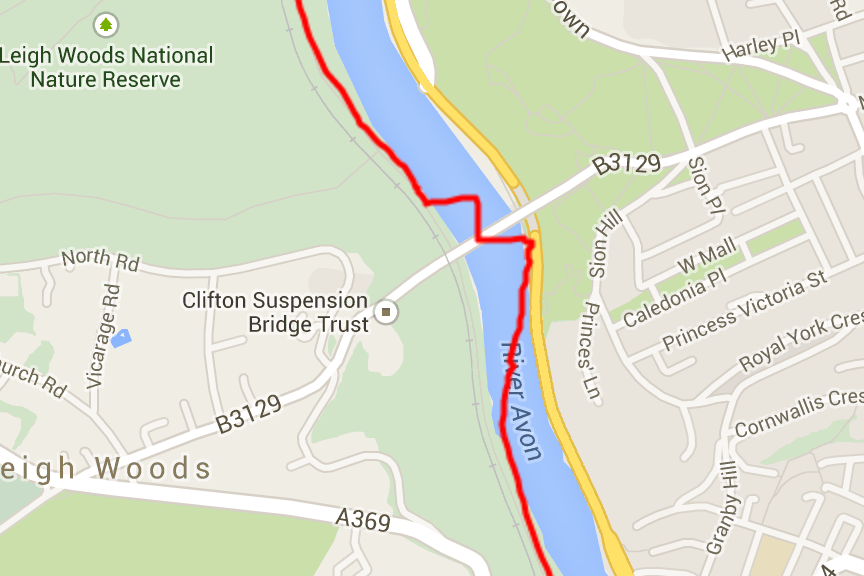 own
Rd
Harley Pl
Leigh Woods National
Nature Reserve
B3129
Sion Pl
Sion Hill
W Mall
North Rd
Caledonia Pl
Clifton Suspension
Bridge Trust
Princess Victoria St
Vicarage Rd
Princes' Ln
Royal York Cres
River Avon
urch Rd
B3129
Cornwallis Cres
eigh Woods
Granby Hill
A369
4